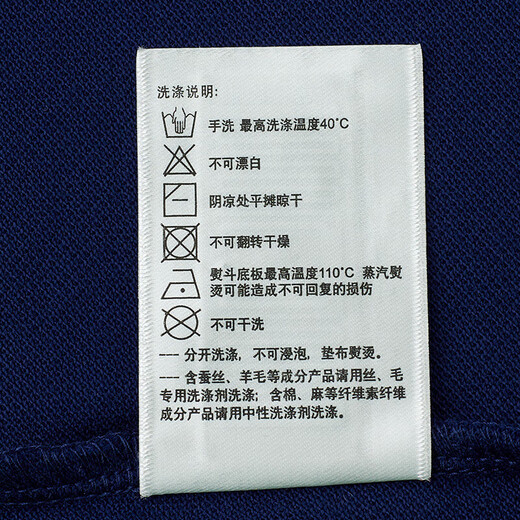 洗涤说明:
手洗 最高洗涤温度40°C
不可漂白
阴凉处平摊晾干
不可翻转干燥
熨斗底板最高温度110°C 蒸汽熨
烫可能造成不可回复的损伤
不可干洗
--- 分开洗涤, 不可浸泡, 垫布熨烫。
--- 含蚕丝、羊毛等成分产品请用丝、毛
专用洗涤剂洗涤; 含棉、麻等纤维素纤维
成分产品请用中性洗涤剂洗涤.